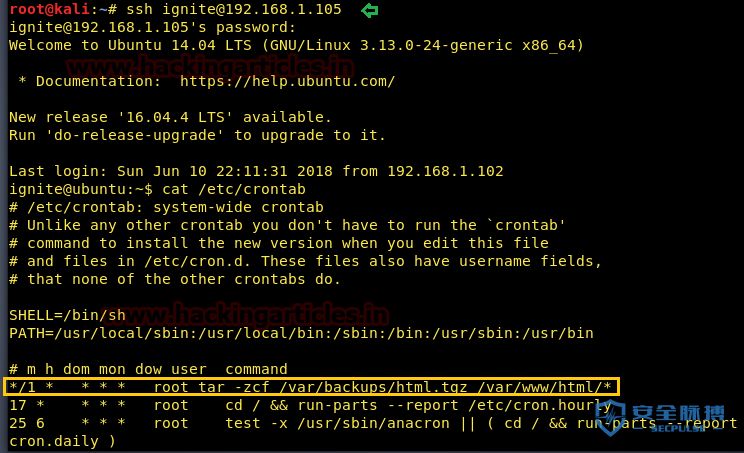 root@kali:~# ssh ignite@192.168.1.105
ignite@192.168.1.105's password:
Welcome to Ubuntu 14.04 LTS (GNU/Linux 3.13.0-24-generic x86_64)
www.hackingarticles.in
 * Documentation:  https://help.ubuntu.com/
New release '16.04.4 LTS' available.
Run 'do-release-upgrade' to upgrade to it.
Last login: Sun Jun 10 22:11:31 2018 from 192.168.1.102
ignite@ubuntu:~$ cat /etc/crontab
# /etc/crontab: system-wide crontab
# Unlike any other crontab you don't have to run the `crontab'
# command to install the new version when you edit this file
# and files in /etc/cron.d. These files also have username fields,
# that none of the other crontabs do.
SHELL=/bin/sh
www.hackingarticles.in
PATH=/usr/local/sbin:/usr/local/bin:/sbin:/bin:/usr/sbin:/usr/bin
# m h dom mon dow user  command
*/1 *   * * *   root tar -zcf /var/backups/html.tgz /var/www/html/*
17 *    * * *   root    cd / && run-parts --report /etc/cron.hourly
25 6    * * *   root    test -x /usr/sbin/anacron || ( cd / && run-parts --report
cron.daily )
安全脉搏
SECPULSE